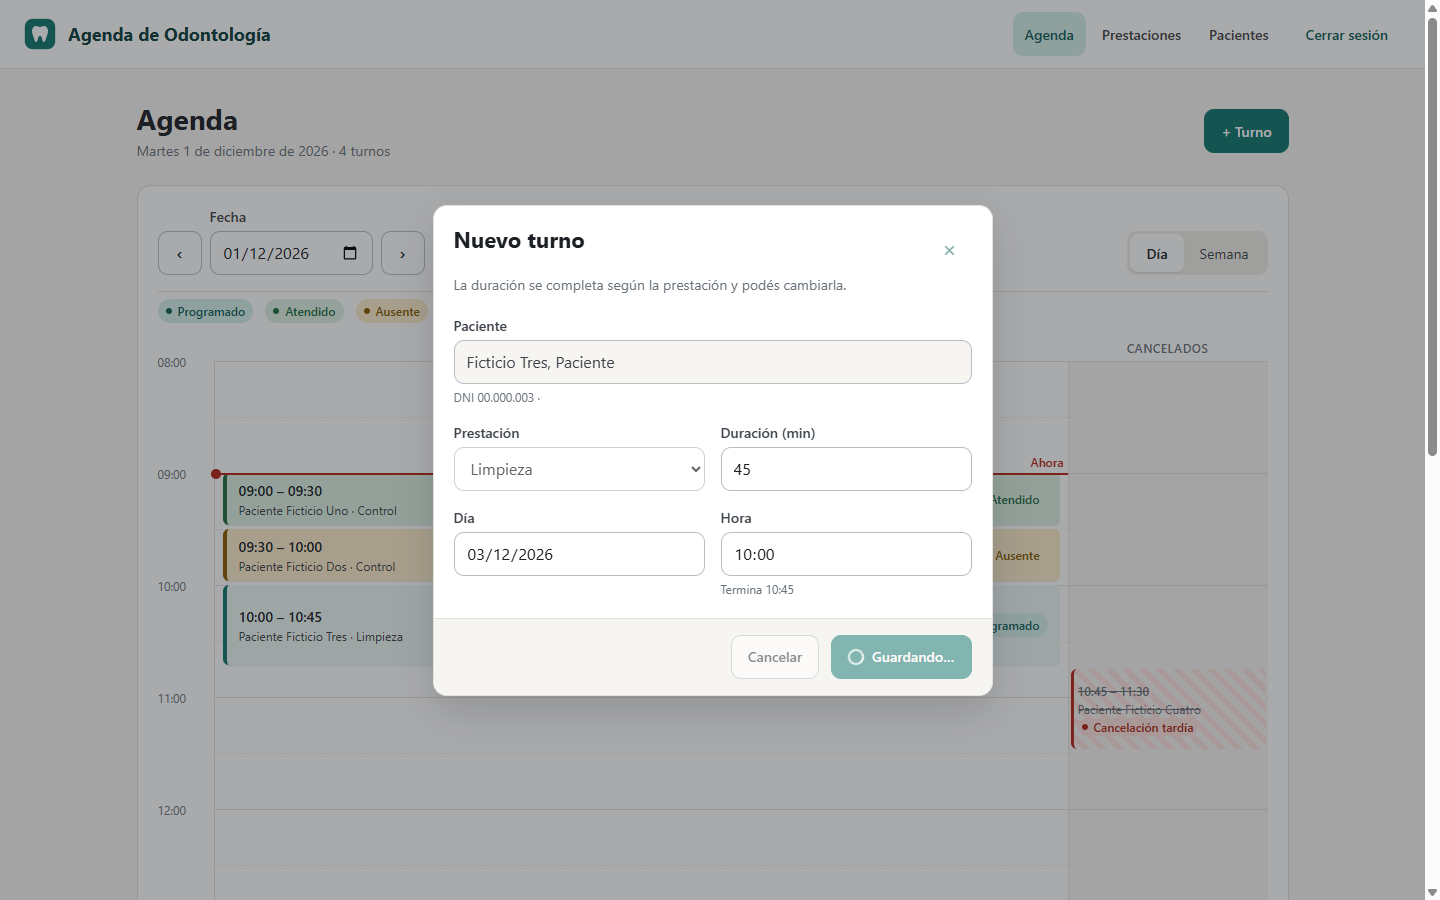 Agenda de Odontología
Agenda
Prestaciones
Pacientes
Cerrar sesión
Agenda
Martes 1 de diciembre de 2026 · 4 turnos
+ Turno
Fecha
‹
01/12/2026
›
Día
Semana
Programado
Atendido
Ausente
CANCELADOS
08:00
09:00
10:00
11:00
12:00
Ahora
09:00 – 09:30
Paciente Ficticio Uno · Control
Atendido
09:30 – 10:00
Paciente Ficticio Dos · Control
Ausente
10:00 – 10:45
Paciente Ficticio Tres · Limpieza
gramado
10:45 – 11:30
Paciente Ficticio Cuatro
Cancelación tardía
Nuevo turno
×
La duración se completa según la prestación y podés cambiarla.
Paciente
Ficticio Tres, Paciente
DNI 00.000.003 ·
Prestación
Duración (min)
Limpieza
45
Día
Hora
03/12/2026
10:00
Termina 10:45
Cancelar
Guardando…